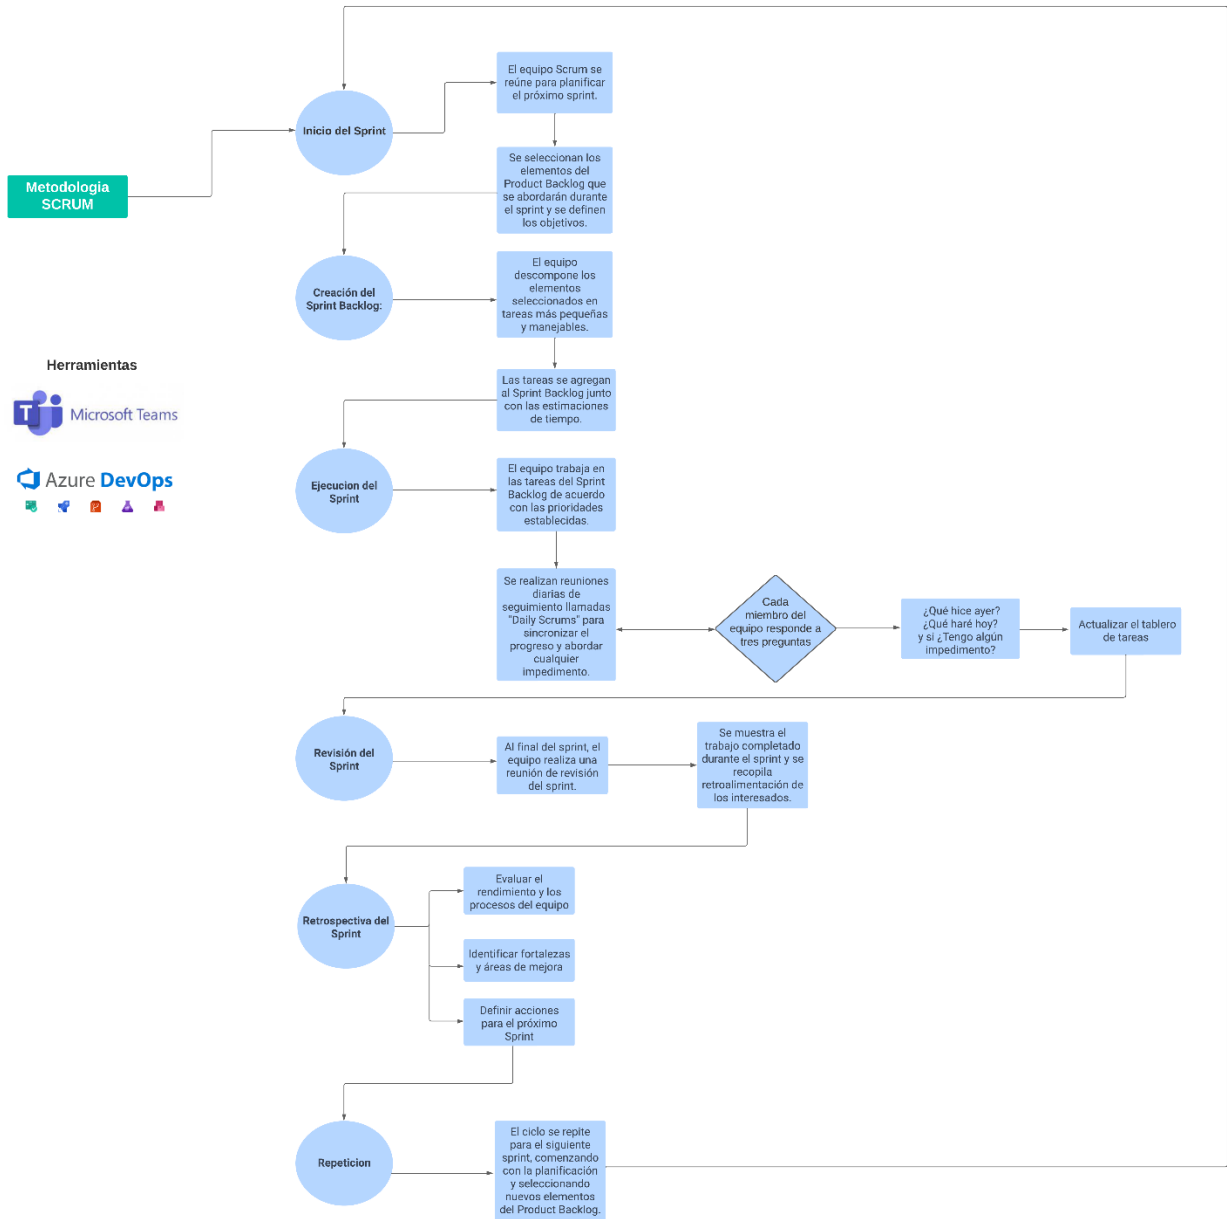 El equipo Scrum se
reúne para planificar
el próximo sprint.
Inicio del Sprint
Metodologia
SCRUM
Se seleccionan los
elementos del
Product Backlog que
se abordarán durante
el sprint y se definen
los objetivos.
Creación del
Sprint Backlog:
El equipo
descompone los
elementos
seleccionados en
tareas más pequeñas
y manejables.
Herramientas
T
Microsoft Teams
Azure DevOps
Las tareas se agregan
al Sprint Backlog junto
con las estimaciones
de tiempo.
Ejecucion del
Sprint
El equipo trabaja en
las tareas del Sprint
Backlog de acuerdo
con las prioridades
establecidas.
Se realizan reuniones
diarias de
seguimiento llamadas
"Daily Scrums" para
sincronizar el
progreso y abordar
cualquier
impedimento.
Cada
miembro del
equipo responde a
tres preguntas
¿Qué hice ayer?
¿Qué haré hoy?
y si ¿Tengo algún
impedimento?
Actualizar el tablero
de tareas
Revisión del
Sprint
Al final del sprint, el
equipo realiza una
reunión de revisión
del sprint.
Se muestra el
trabajo completado
durante el sprint y se
recopila
retroalimentación de
los interesados.
Retrospectiva del
Sprint
Evaluar el
rendimiento y los
procesos del equipo
Identificar fortalezas
y áreas de mejora
Definir acciones
para el próximo
Sprint
Repeticion
El ciclo se repite
para el siguiente
sprint, comenzando
con la planificación
y seleccionando
nuevos elementos
del Product Backlog.